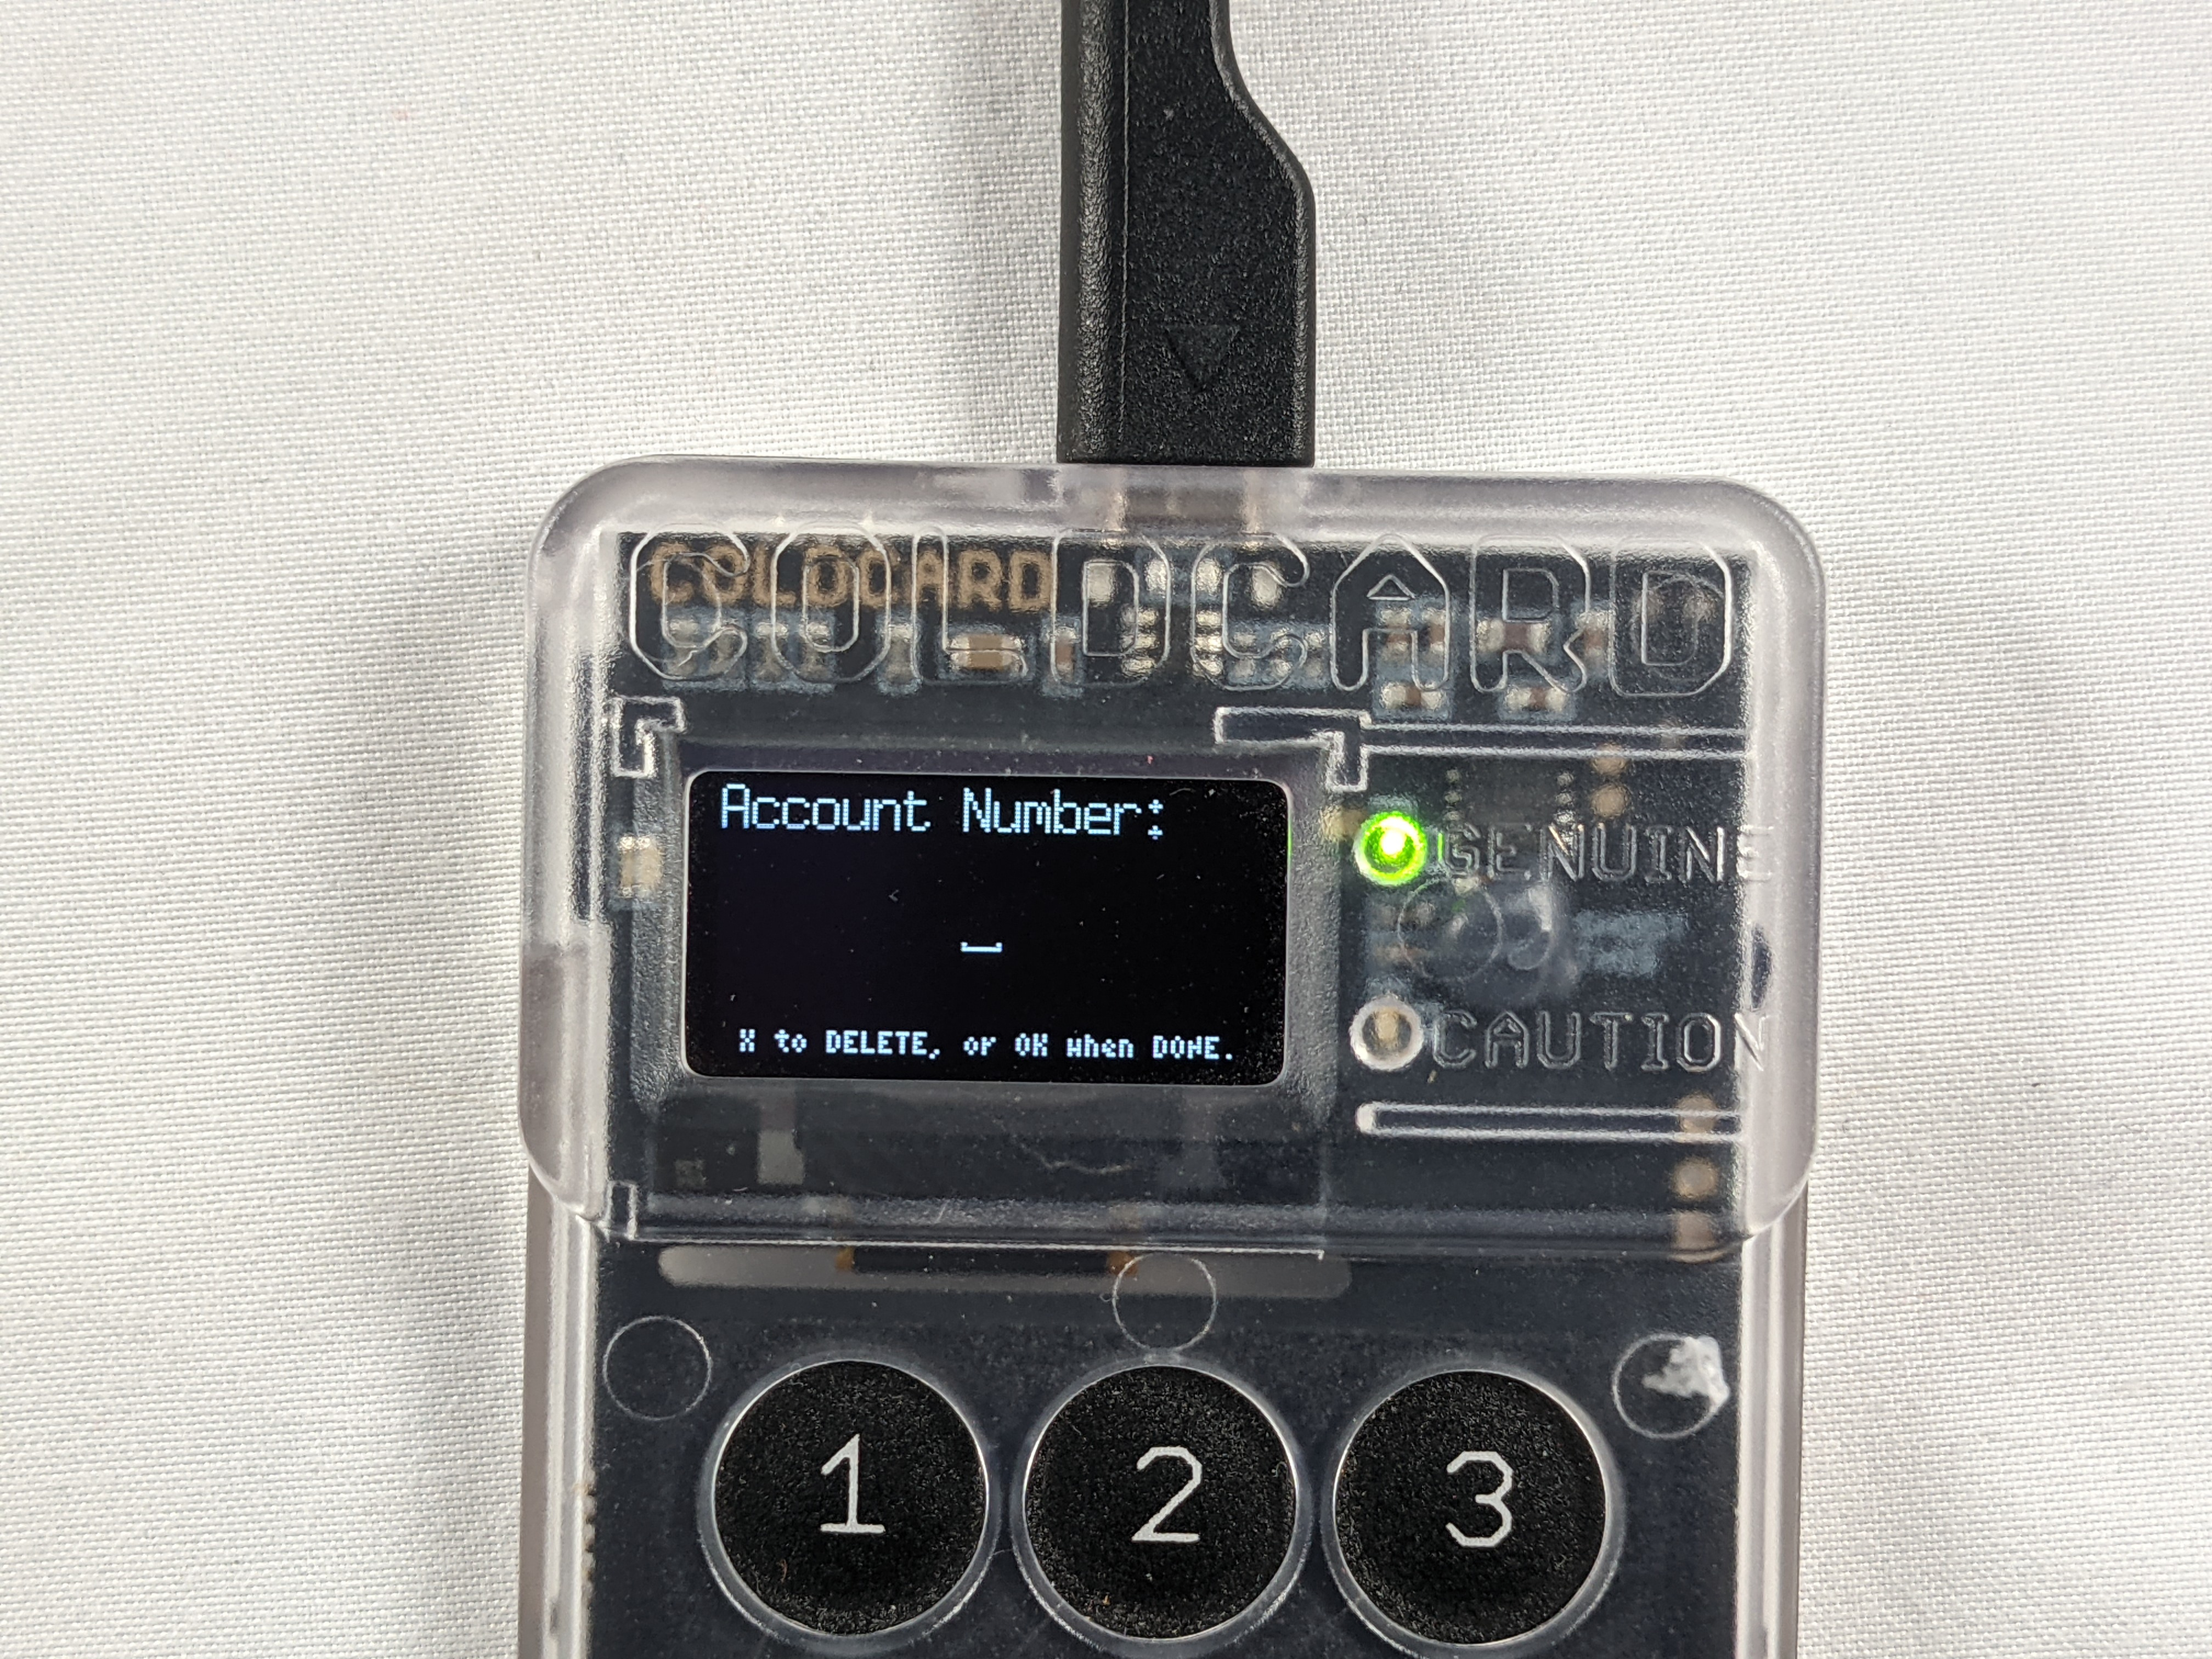 COLDCARD
COLDCARD
Account Number:
GENUINE
X to DELETE, or OK when DONE.
CAUTION
1 2 3